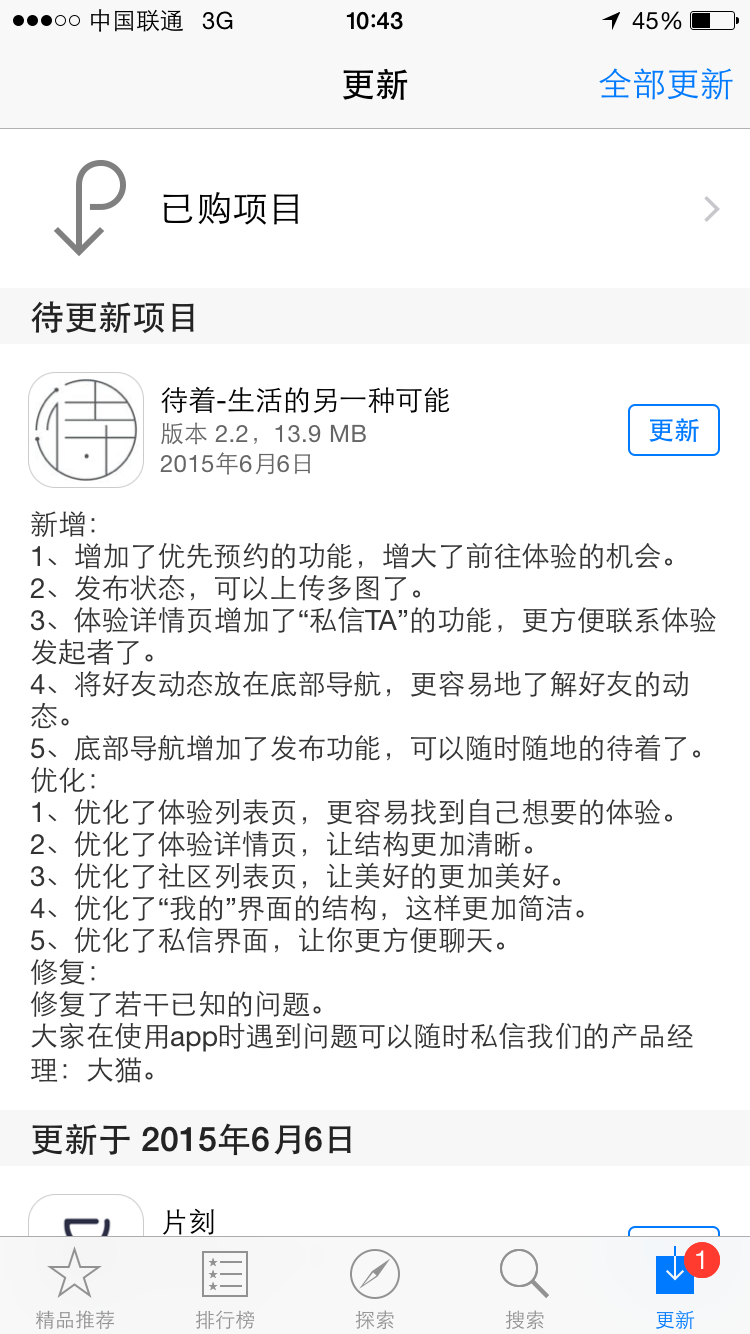 中国联通 3G 10:43 45%
更新 全部更新
已购项目
待更新项目
待着-生活的另一种可能
版本 2.2，13.9 MB
2015年6月6日
更新
新增：
1、增加了优先预约的功能，增大了前往体验的机会。
2、发布状态，可以上传多图了。
3、体验详情页增加了“私信TA”的功能，更方便联系体验
发起者了。
4、将好友动态放在底部导航，更容易地了解好友的动
态。
5、底部导航增加了发布功能，可以随时随地的待着了。
优化：
1、优化了体验列表页，更容易找到自己想要的体验。
2、优化了体验详情页，让结构更加清晰。
3、优化了社区列表页，让美好的更加美好。
4、优化了“我的”界面的结构，这样更加简洁。
5、优化了私信界面，让你更方便聊天。
修复：
修复了若干已知的问题。
大家在使用app时遇到问题可以随时私信我们的产品经
理：大猫。
更新于 2015年6月6日
片刻
1
精品推荐 排行榜 探索 搜索 更新